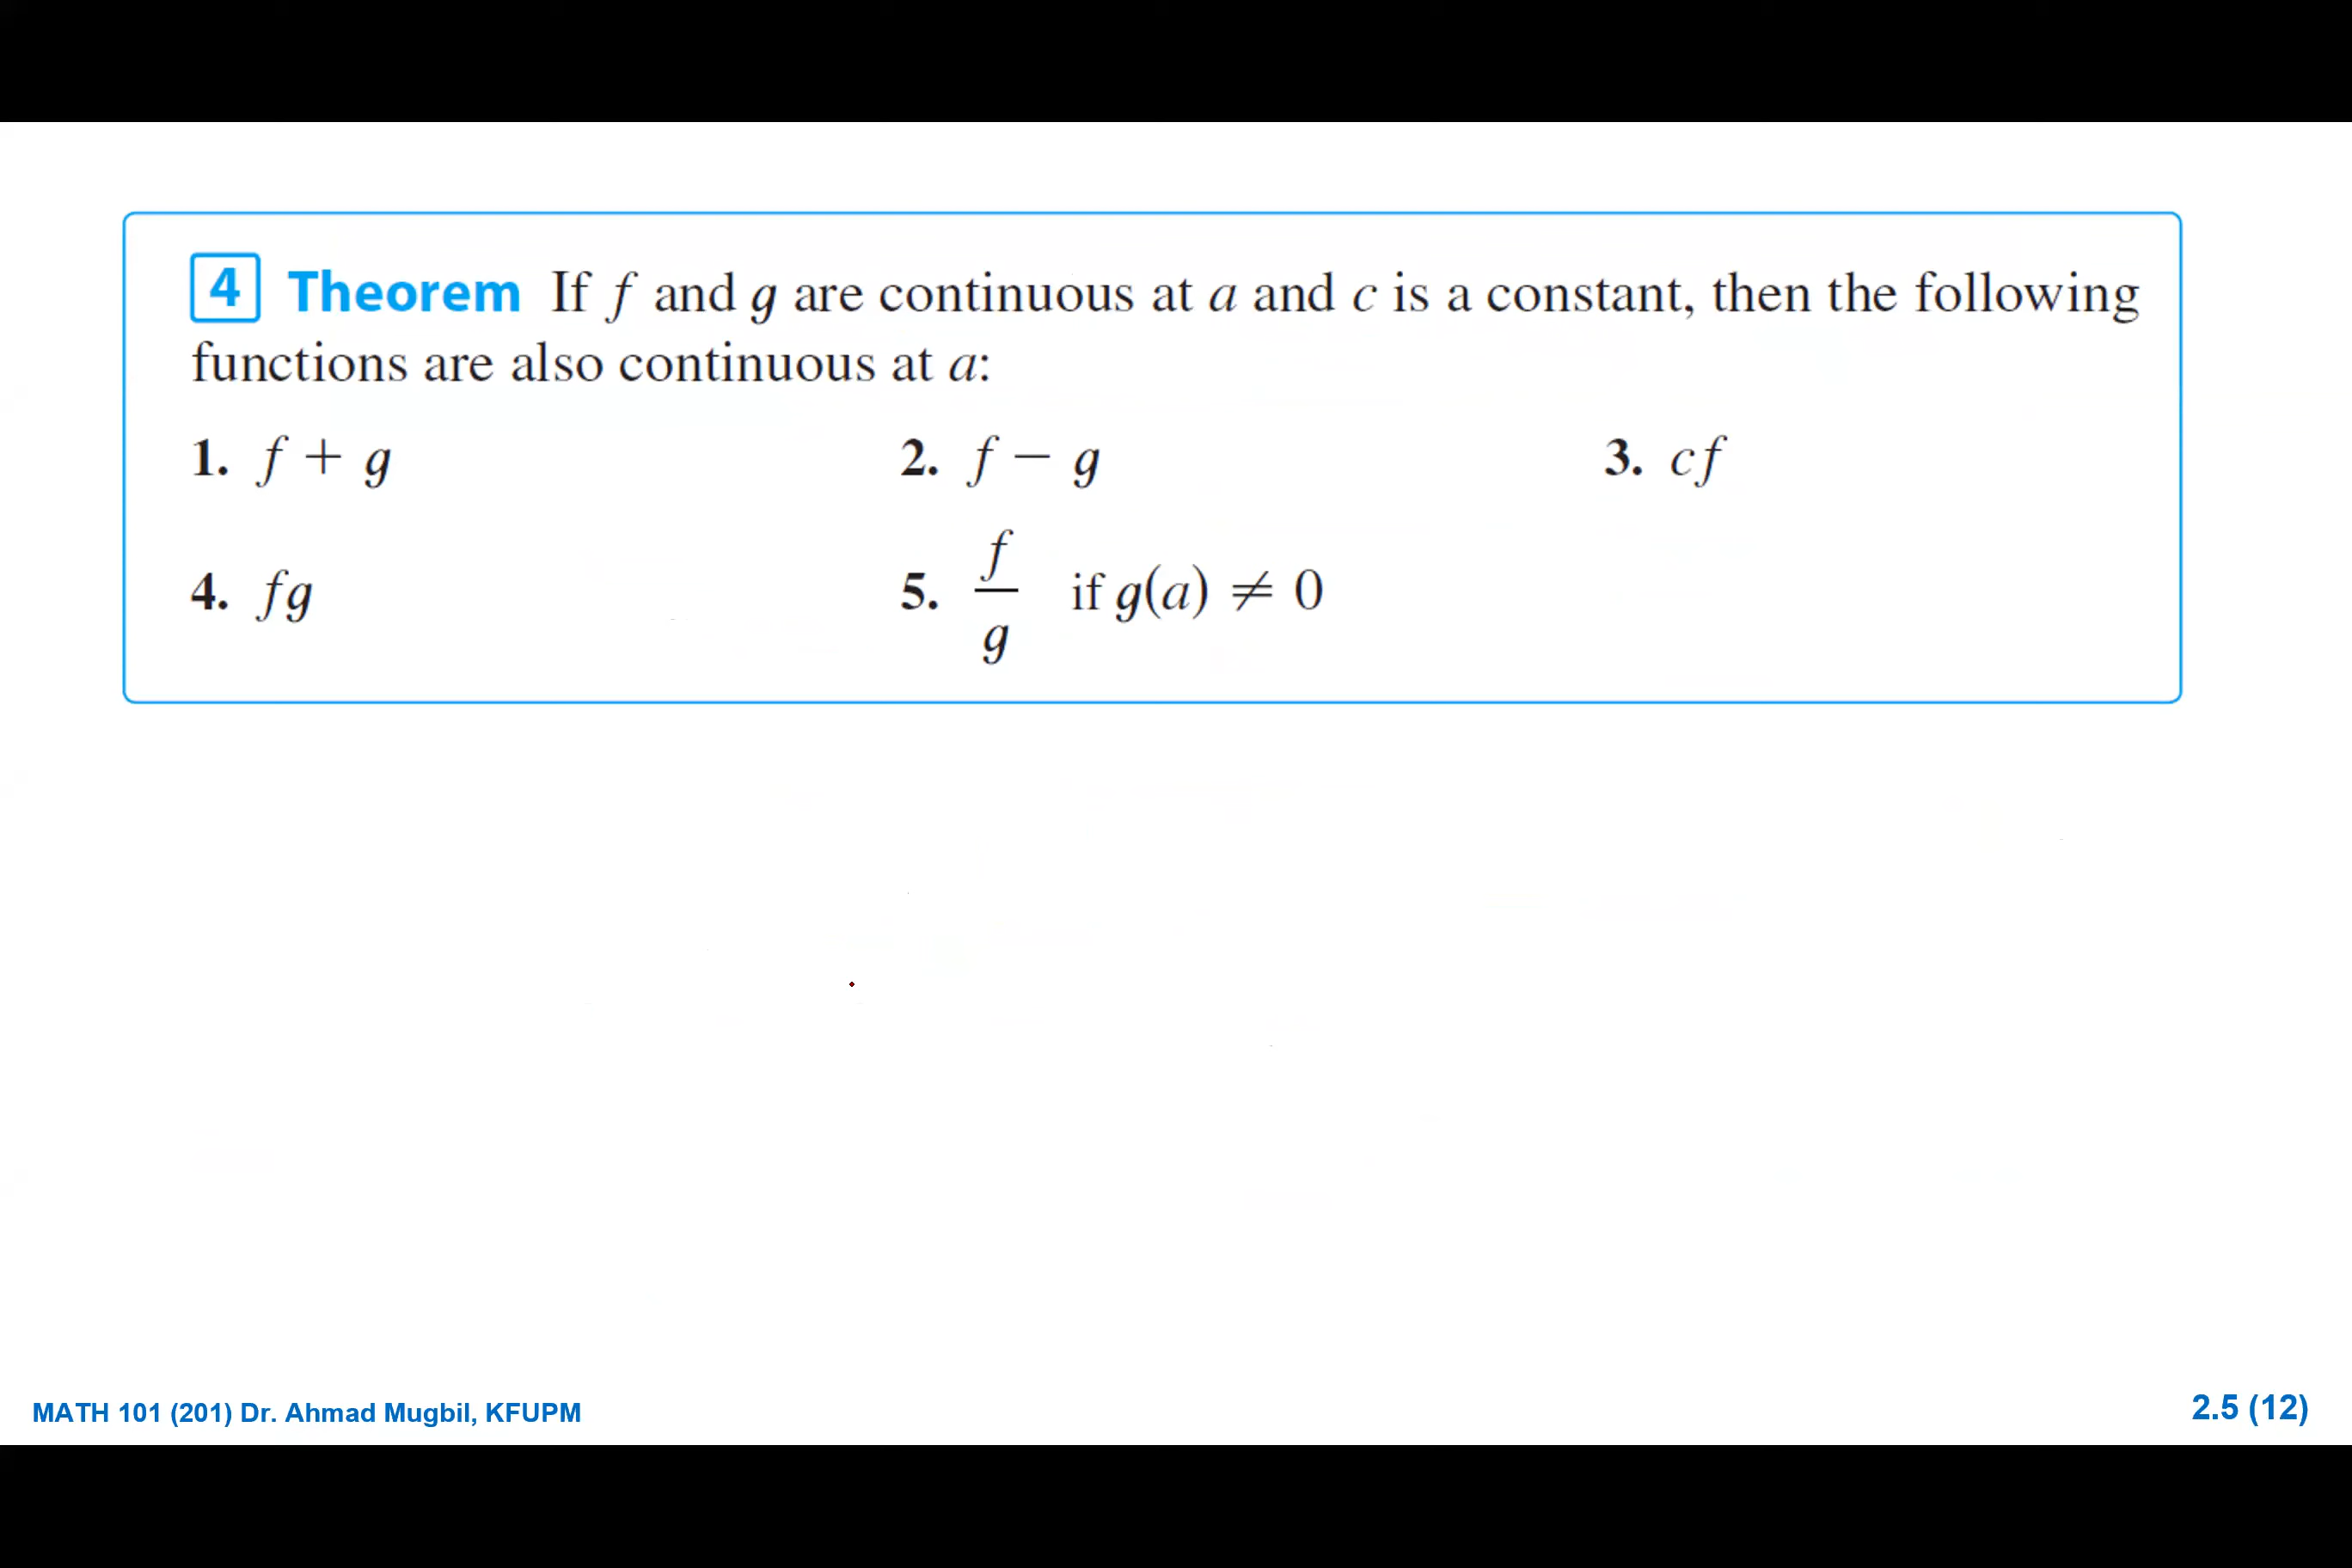 4 Theorem If f and g are continuous at a and c is a constant, then the following
functions are also continuous at a:
1. f + g 2. f − g 3. cf
4. fg 5. f/g if g(a) ≠ 0
MATH 101 (201) Dr. Ahmad Mugbil, KFUPM 2.5 (12)